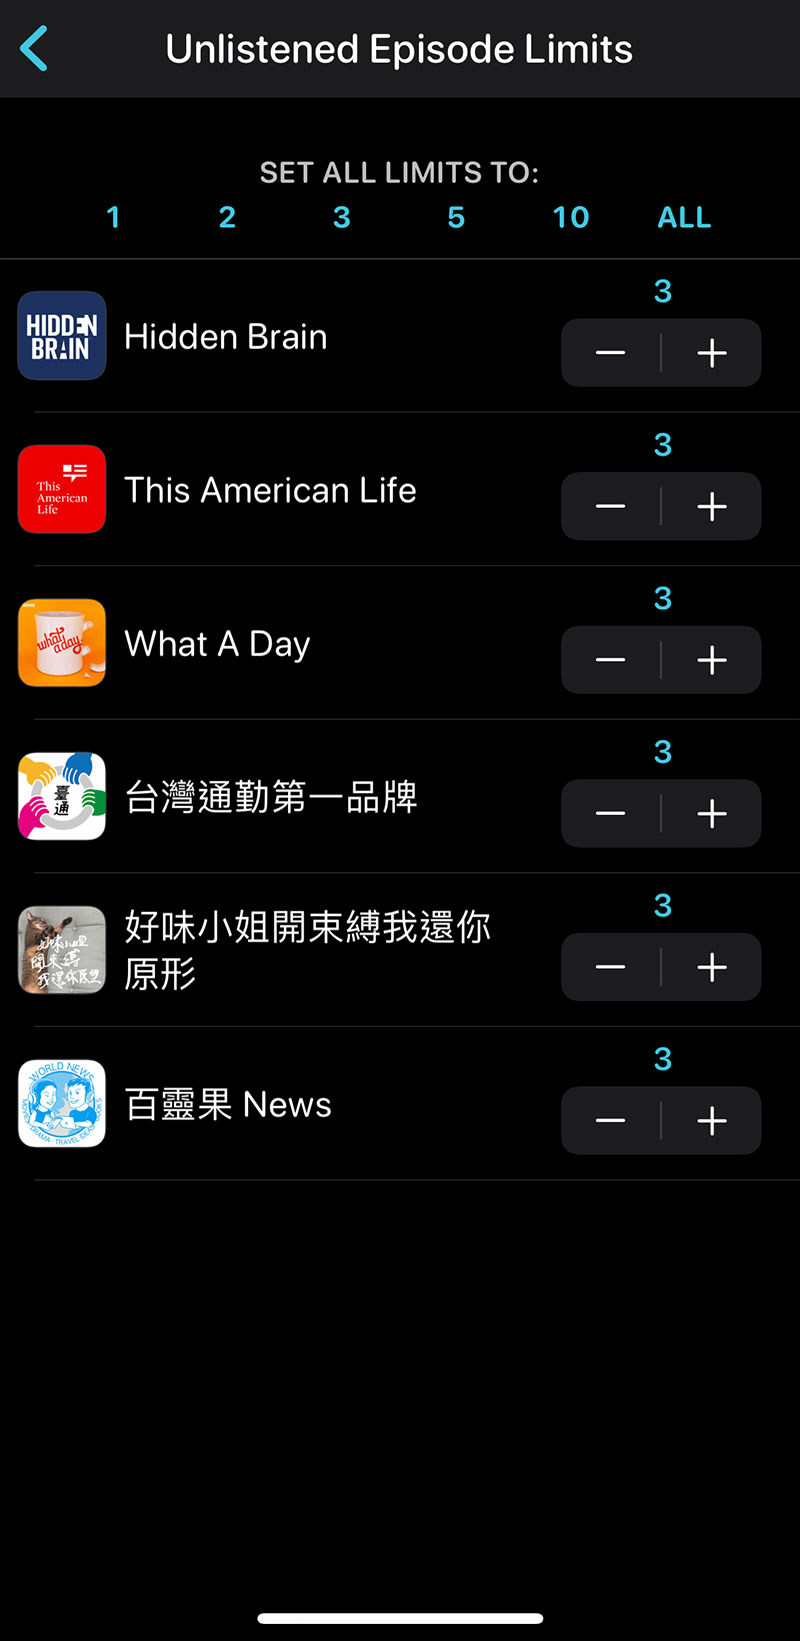 Unlistened Episode Limits
SET ALL LIMITS TO:
1 2 3 5 10 ALL
HIDDEN
BRAIN
Hidden Brain
3
This
American
Life
This American Life
3
what
a day
What A Day
3
臺
通
台灣通勤第一品牌
3
好味小姐
開束縛
我還你原型
好味小姐開束縛我還你
原形
3
WORLD NEWS
百靈果 News
3